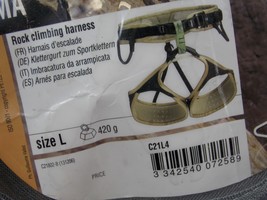 Rock climbing harness
(FR) Harnais d'escalade
(DE) Klettergurt zum Sportklettern
(IT) Imbracatura da arrampicata
(ES) Arnés para escalada
size L
420 g
C21L4
PRICE
3 342540 072589